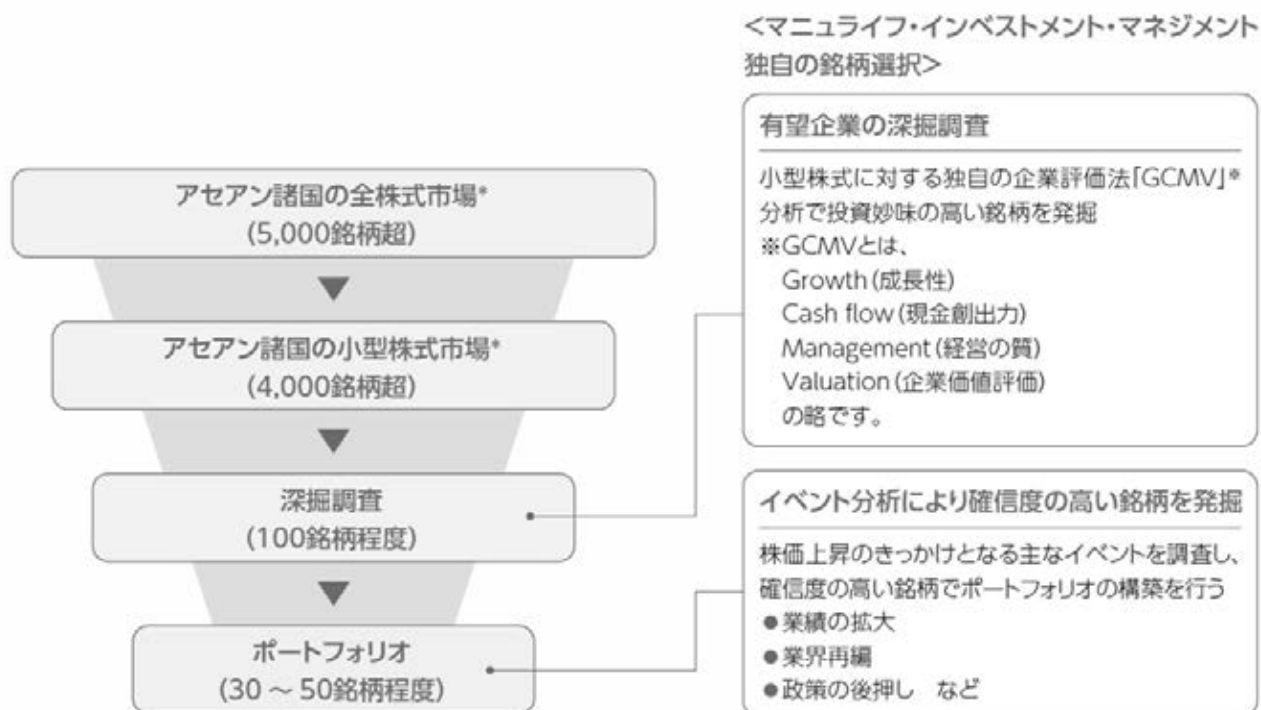 <マニュライフ・インベストメント・マネジメント
独自の銘柄選択>
アセアン諸国の全株式市場*
(5,000銘柄超)
▼
アセアン諸国の小型株式市場*
(4,000銘柄超)
▼
深掘調査
(100銘柄程度)
▼
ポートフォリオ
(30 ～ 50銘柄程度)
有望企業の深掘調査
小型株式に対する独自の企業評価法「GCMV」※
分析で投資妙味の高い銘柄を発掘
※GCMVとは、
Growth(成長性)
Cash flow(現金創出力)
Management(経営の質)
Valuation(企業価値評価)
の略です。
イベント分析により確信度の高い銘柄を発掘
株価上昇のきっかけとなる主なイベントを調査し、
確信度の高い銘柄でポートフォリオの構築を行う
●業績の拡大
●業界再編
●政策の後押し　など